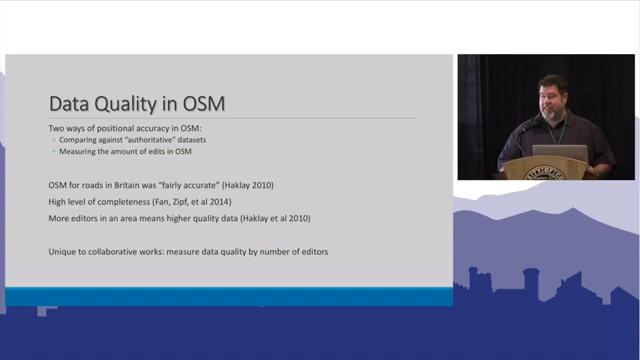 Data Quality in OSM
Two ways of positional accuracy in OSM:
Comparing against "authoritative" datasets
Measuring the amount of edits in OSM
OSM for roads in Britain was "fairly accurate" (Haklay 2010)
High level of completeness (Fan, Zipf, et al 2014)
More editors in an area means higher quality data (Haklay et al 2010)
Unique to collaborative works: measure data quality by number of editors